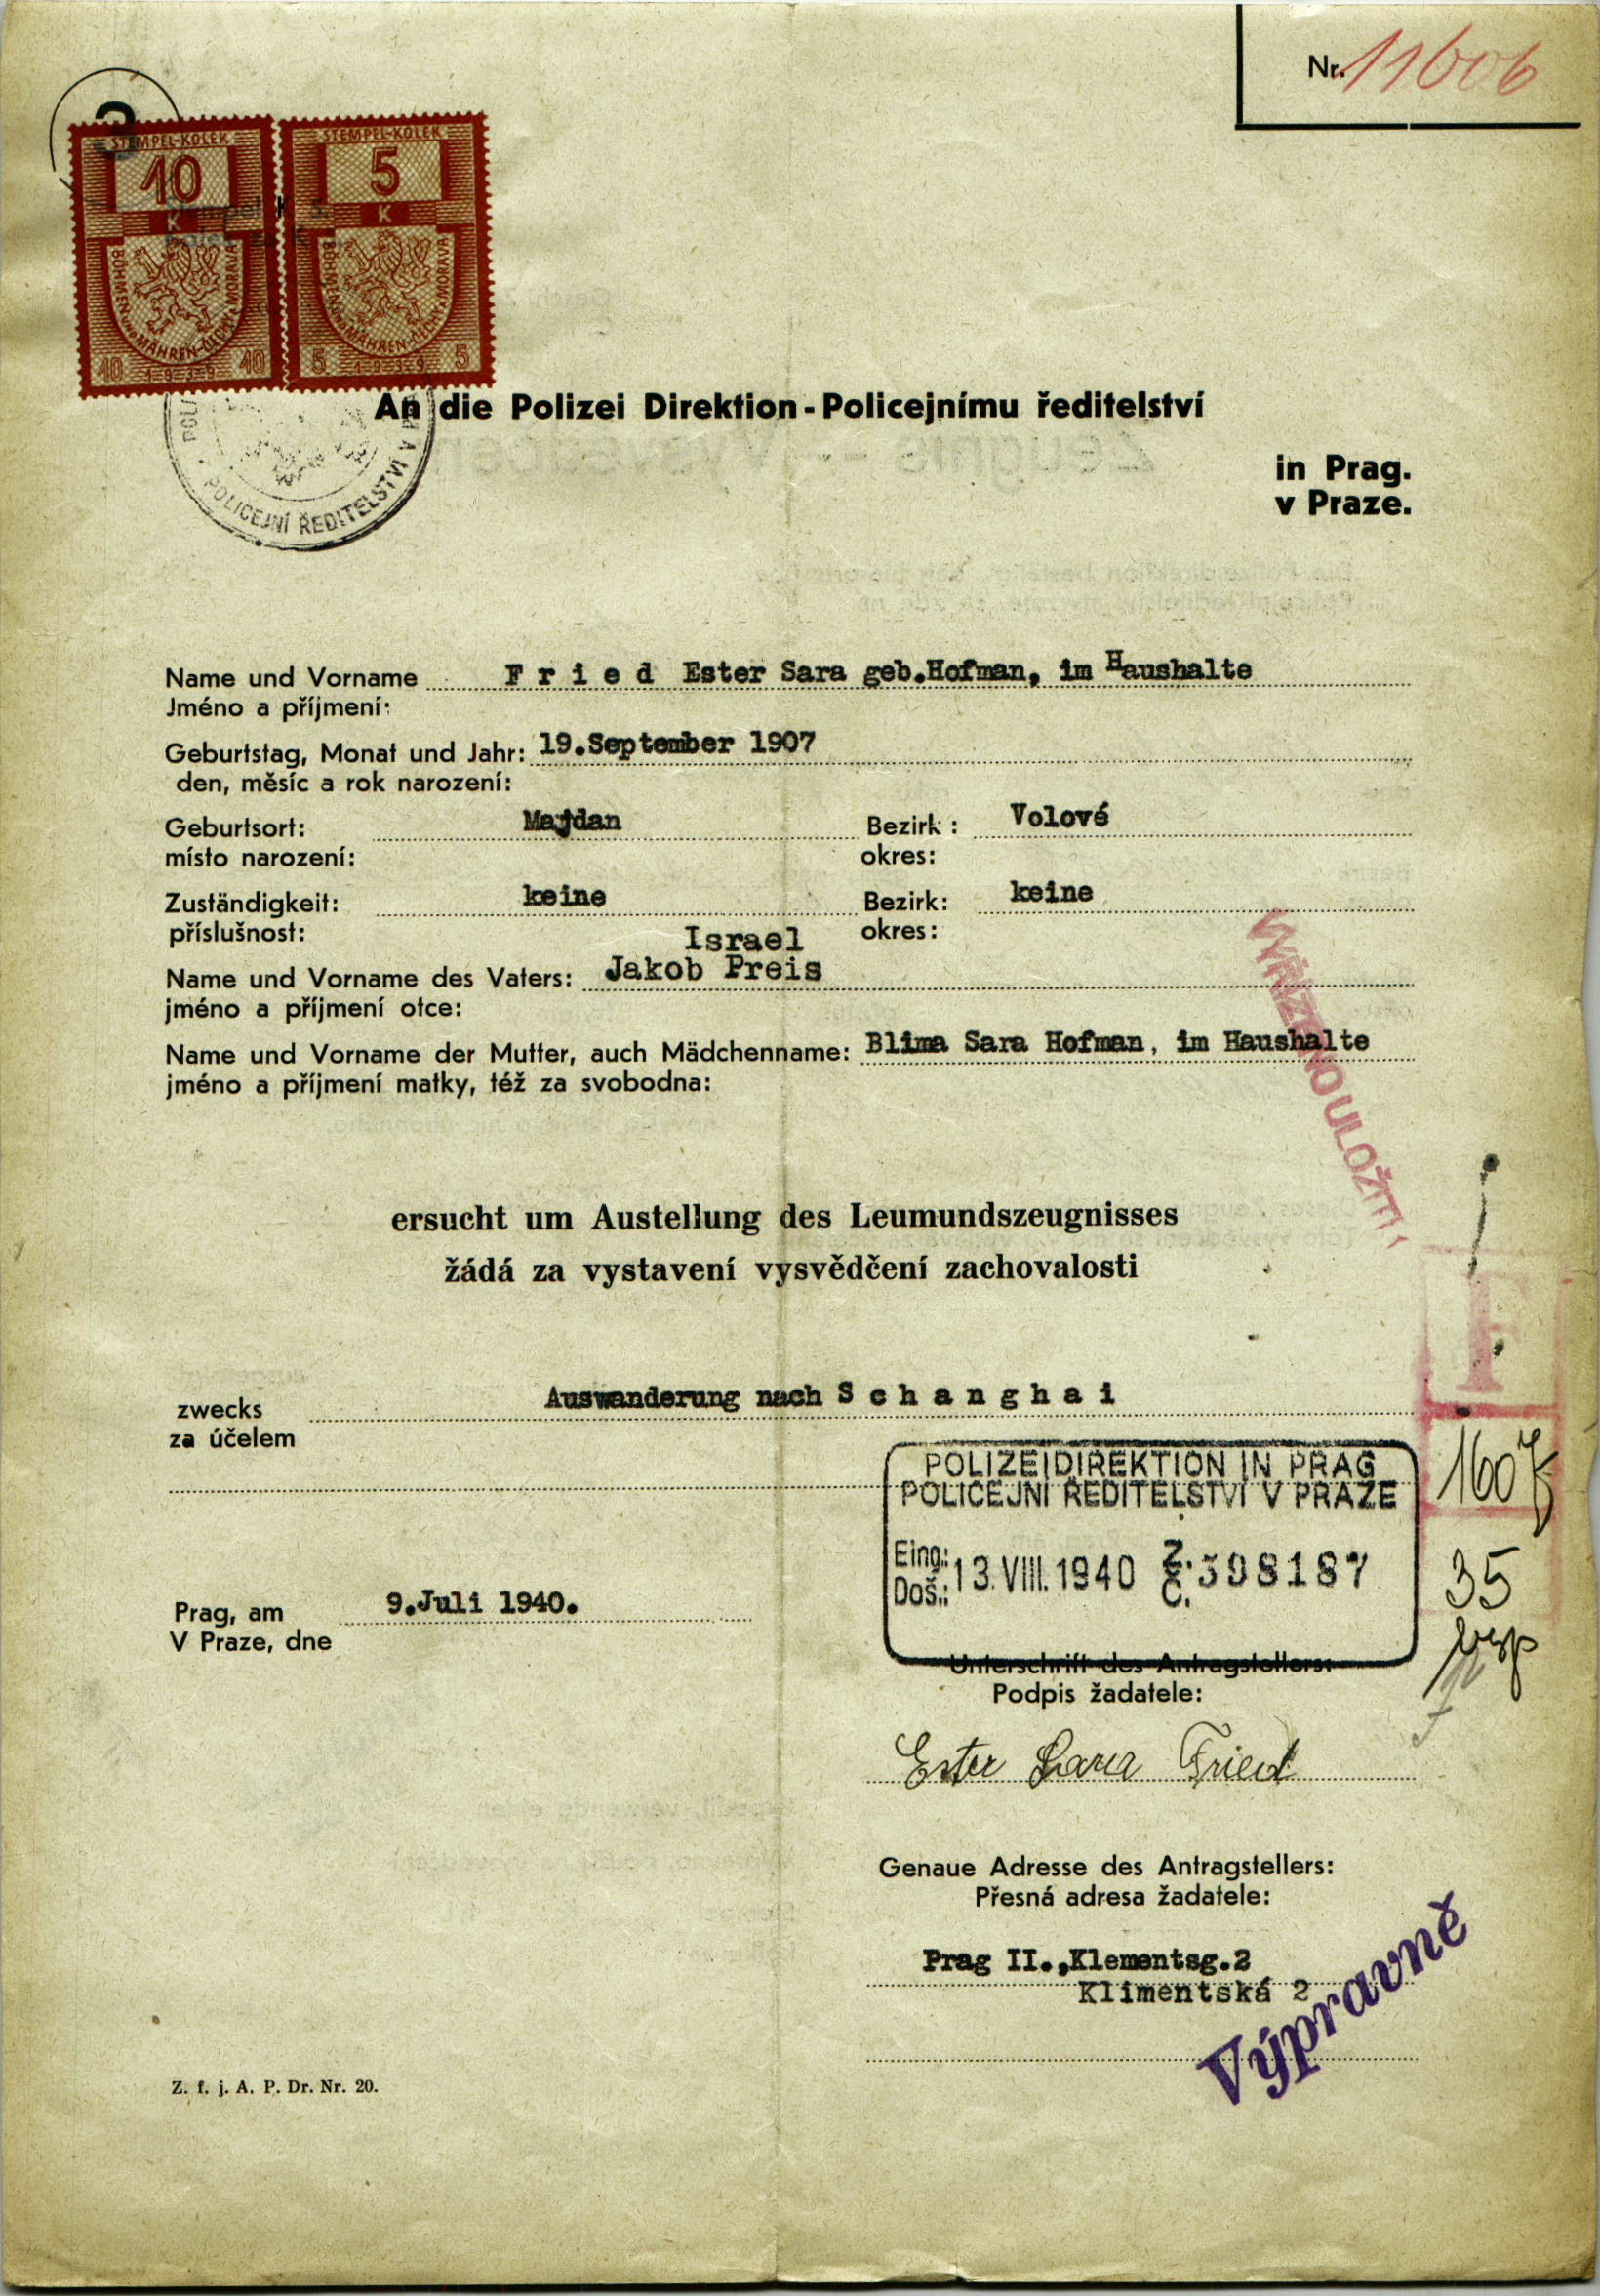 Nr. 11606
STEMPEL-KOLEK STEMPEL-KOLEK
10 5
K K
BÖHMEN UND MÄHREN-ČECHY A MORAVA BÖHMEN UND MÄHREN-ČECHY A MORAVA
10 1939 10 5 1939 5
An die Polizei Direktion - Policejnímu ředitelství
POLICEJNÍ ŘEDITELSTVÍ V
in Prag.
v Praze.
Name und Vorname F r i e d Ester Sara geb.Hofman, im Haushalte
Jméno a příjmení:
Geburtstag, Monat und Jahr: 19.September 1907
den, měsíc a rok narození:
Geburtsort: Majdan Bezirk: Volové
místo narození: okres:
Zuständigkeit: keine Bezirk: keine
příslušnost: okres:
Israel
Name und Vorname des Vaters: Jakob Preis
jméno a příjmení otce:
Name und Vorname der Mutter, auch Mädchenname: Blima Sara Hofman, im Haushalte
jméno a příjmení matky, též za svobodna:
VYŘÍZENO ULOŽITI
ersucht um Austellung des Leumundszeugnisses
žádá za vystavení vysvědčení zachovalosti
F
zwecks Auswanderung nach S c h a n g h a i
za účelem
160
POLIZEIDIREKTION IN PRAG
POLICEJNÍ ŘEDITELSTVÍ V PRAZE
Eing.: 13.VIII.1940 Z. 398187
Doš.: Č.
35
Prag, am 9.Juli 1940.
V Praze, dne
Unterschrift des Antragstellers:
Podpis žadatele:
Ester Sara Fried
Genaue Adresse des Antragstellers:
Přesná adresa žadatele:
Prag II.,Klementsg.2
Klimentská 2
Výpravně
Z. f. j. A. P. Dr. Nr. 20.